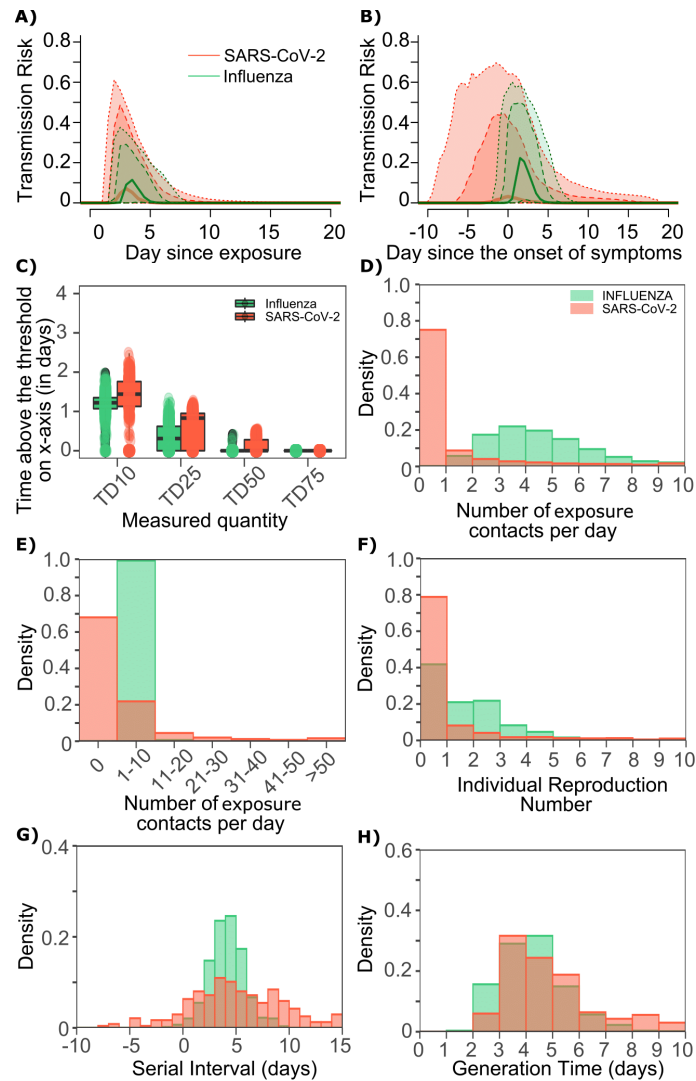 A)
Transmission Risk
0.8
0.6
0.4
0.2
0
SARS-CoV-2
Influenza
0 5 10 15 20
Day since exposure
B)
Transmission Risk
0.8
0.6
0.4
0.2
0
-10 -5 0 5 10 15 20
Day since the onset of symptoms
C)
Time above the threshold
on x-axis (in days)
4
3
2
1
0
Influenza
SARS-CoV-2
TD10 TD25 TD50 TD75
Measured quantity
D)
Density
1.0
0.8
0.6
0.4
0.2
0
INFLUENZA
SARS-COV-2
0 1 2 3 4 5 6 7 8 9 10
Number of exposure
contacts per day
E)
Density
1.0
0.8
0.6
0.4
0.2
0
0 1-10 11-20 21-30 31-40 41-50 >50
Number of exposure
contacts per day
F)
Density
1.0
0.8
0.6
0.4
0.2
0
0 1 2 3 4 5 6 7 8 9 10
Individual Reproduction
Number
G)
Density
0.4
0.2
0
-10 -5 0 5 10 15
Serial Interval (days)
H)
Density
0.6
0.4
0.2
0
0 1 2 3 4 5 6 7 8 9 10
Generation Time (days)